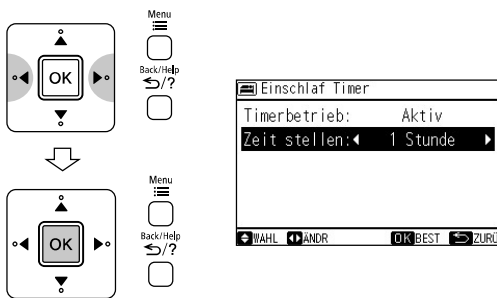 Menu
OK
Back/Help
/?
Einschlaf Timer
Timerbetrieb: Aktiv
Zeit stellen: 1 Stunde
WAHL ÄNDR OK BEST ZURÜ
Menu
Back/Help
/?
OK